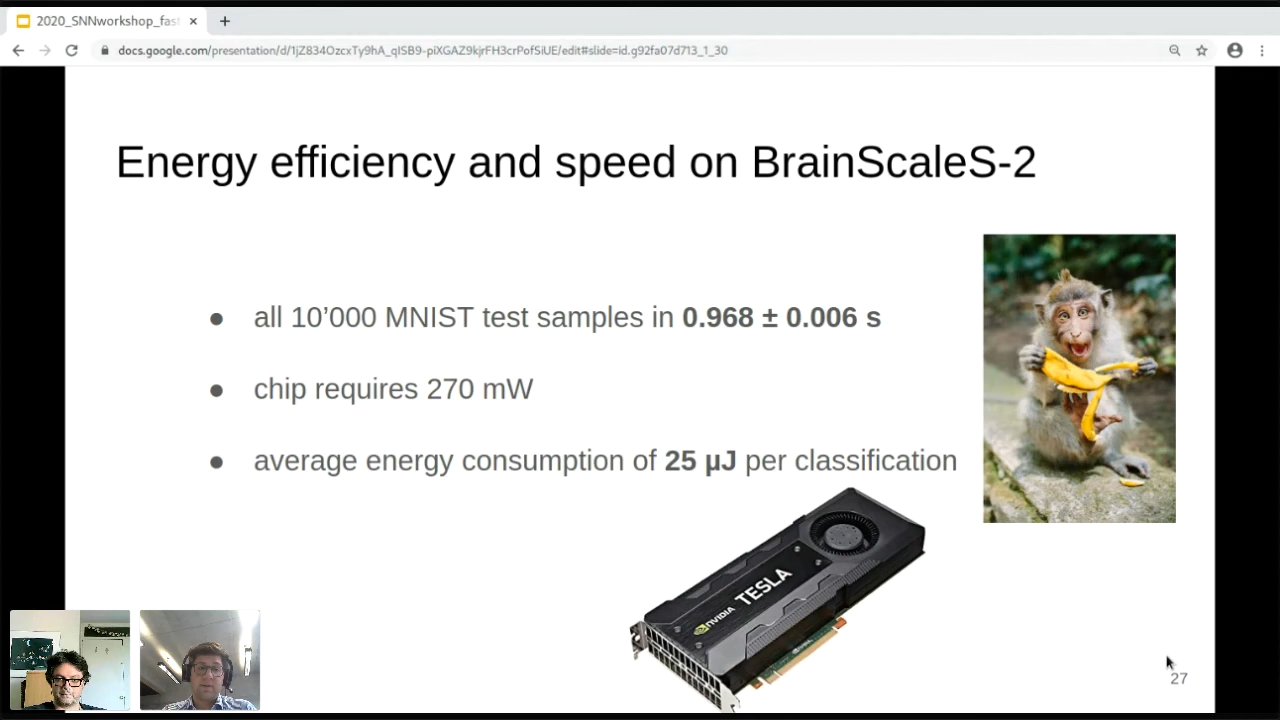 2020_SNNworkshop_fast
docs.google.com/presentation/d/1jZ834OzcxTy9hA_qISB9-piXGAZ9kjrFH3crPofSiUE/edit#slide=id.g92fa07d713_1_30
Energy efficiency and speed on BrainScaleS-2
● all 10’000 MNIST test samples in 0.968 ± 0.006 s
● chip requires 270 mW
● average energy consumption of 25 µJ per classification
NVIDIA TESLA
27